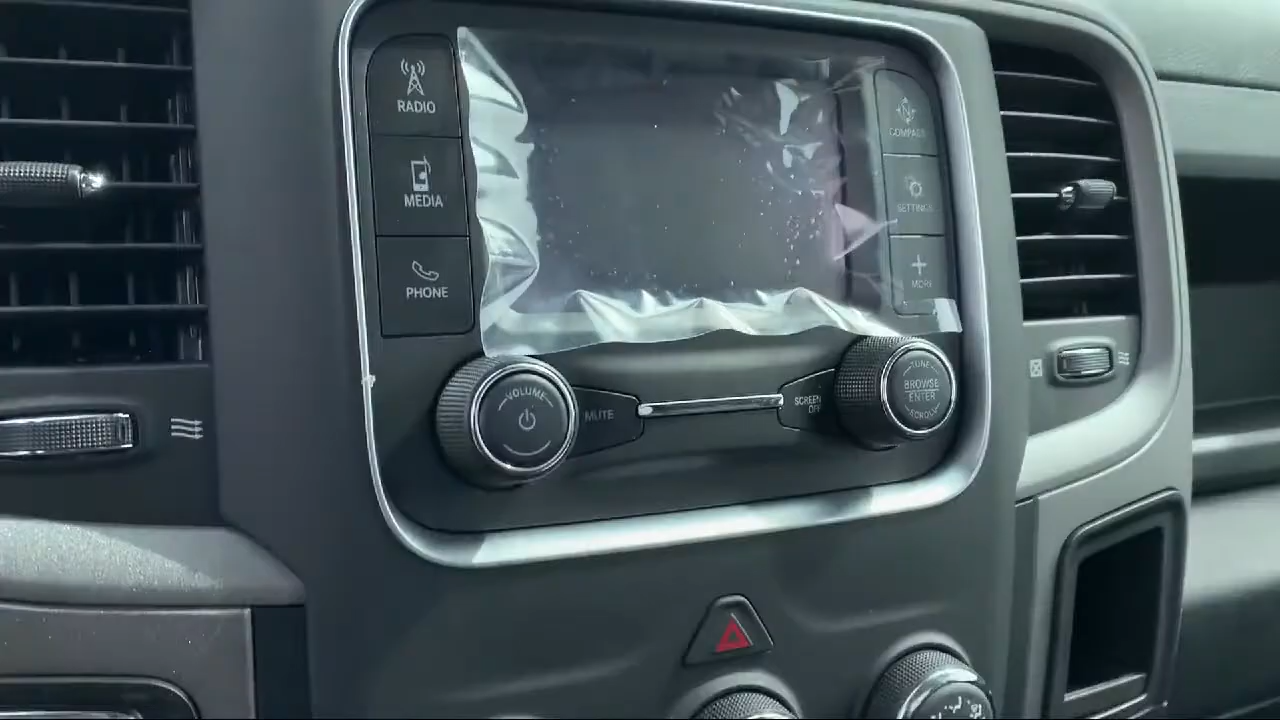 RADIO
MEDIA
PHONE
COMPASS
SETTINGS
MORE
VOLUME
MUTE
SCREEN
OFF
TUNE
BROWSE
ENTER
SCROLL